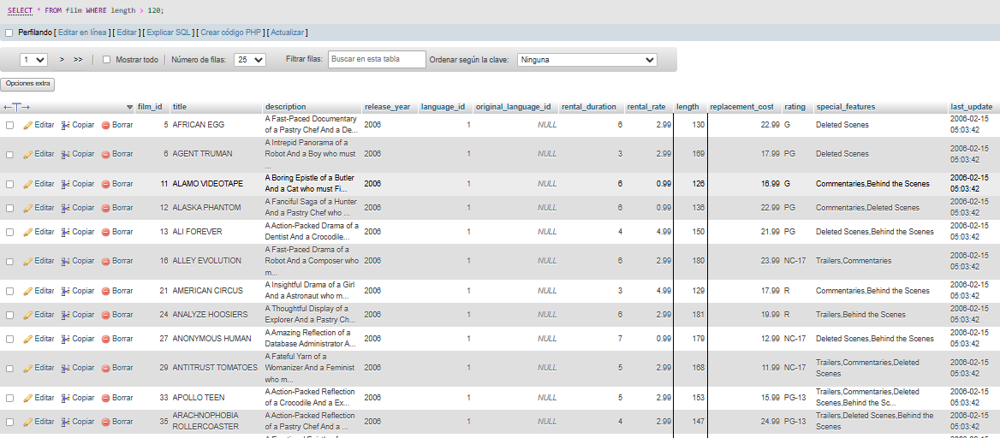 SELECT * FROM film WHERE length > 120;
Perfilando [ Editar en línea ] [ Editar ] [ Explicar SQL ] [ Crear código PHP ] [ Actualizar ]
1 > >> Mostrar todo Número de filas: 25 Filtrar filas: Buscar en esta tabla Ordenar según la clave: Ninguna
Opciones extra
←T→ film_id title description release_year language_id original_language_id rental_duration rental_rate length replacement_cost rating special_features last_update
Editar Copiar Borrar 5 AFRICAN EGG A Fast-Paced Documentary of a Pastry Chef And a De... 2006 1 NULL 6 2.99 130 22.99 G Deleted Scenes 2006-02-15 05:03:42
Editar Copiar Borrar 6 AGENT TRUMAN A Intrepid Panorama of a Robot And a Boy who must ... 2006 1 NULL 3 2.99 169 17.99 PG Deleted Scenes 2006-02-15 05:03:42
Editar Copiar Borrar 11 ALAMO VIDEOTAPE A Boring Epistle of a Butler And a Cat who must Fi... 2006 1 NULL 6 0.99 126 16.99 G Commentaries,Behind the Scenes 2006-02-15 05:03:42
Editar Copiar Borrar 12 ALASKA PHANTOM A Fanciful Saga of a Hunter And a Pastry Chef who ... 2006 1 NULL 6 0.99 136 22.99 PG Commentaries,Deleted Scenes 2006-02-15 05:03:42
Editar Copiar Borrar 13 ALI FOREVER A Action-Packed Drama of a Dentist And a Crocodile... 2006 1 NULL 4 4.99 150 21.99 PG Deleted Scenes,Behind the Scenes 2006-02-15 05:03:42
Editar Copiar Borrar 16 ALLEY EVOLUTION A Fast-Paced Drama of a Robot And a Composer who m... 2006 1 NULL 6 2.99 180 23.99 NC-17 Trailers,Commentaries 2006-02-15 05:03:42
Editar Copiar Borrar 21 AMERICAN CIRCUS A Insightful Drama of a Girl And a Astronaut who m... 2006 1 NULL 3 4.99 129 17.99 R Commentaries,Behind the Scenes 2006-02-15 05:03:42
Editar Copiar Borrar 24 ANALYZE HOOSIERS A Thoughtful Display of a Explorer And a Pastry Ch... 2006 1 NULL 6 2.99 181 19.99 R Trailers,Behind the Scenes 2006-02-15 05:03:42
Editar Copiar Borrar 27 ANONYMOUS HUMAN A Amazing Reflection of a Database Administrator A... 2006 1 NULL 7 0.99 179 12.99 NC-17 Deleted Scenes,Behind the Scenes 2006-02-15 05:03:42
Editar Copiar Borrar 29 ANTITRUST TOMATOES A Fateful Yarn of a Womanizer And a Feminist who m... 2006 1 NULL 5 2.99 168 11.99 NC-17 Trailers,Commentaries,Deleted Scenes 2006-02-15 05:03:42
Editar Copiar Borrar 33 APOLLO TEEN A Action-Packed Reflection of a Crocodile And a Ex... 2006 1 NULL 5 2.99 153 15.99 PG-13 Trailers,Commentaries,Deleted Scenes,Behind the Sc... 2006-02-15 05:03:42
Editar Copiar Borrar 35 ARACHNOPHOBIA ROLLERCOASTER A Action-Packed Reflection of a Pastry Chef And a ... 2006 1 NULL 4 2.99 147 24.99 PG-13 Trailers,Deleted Scenes,Behind the Scenes 2006-02-15 05:03:42